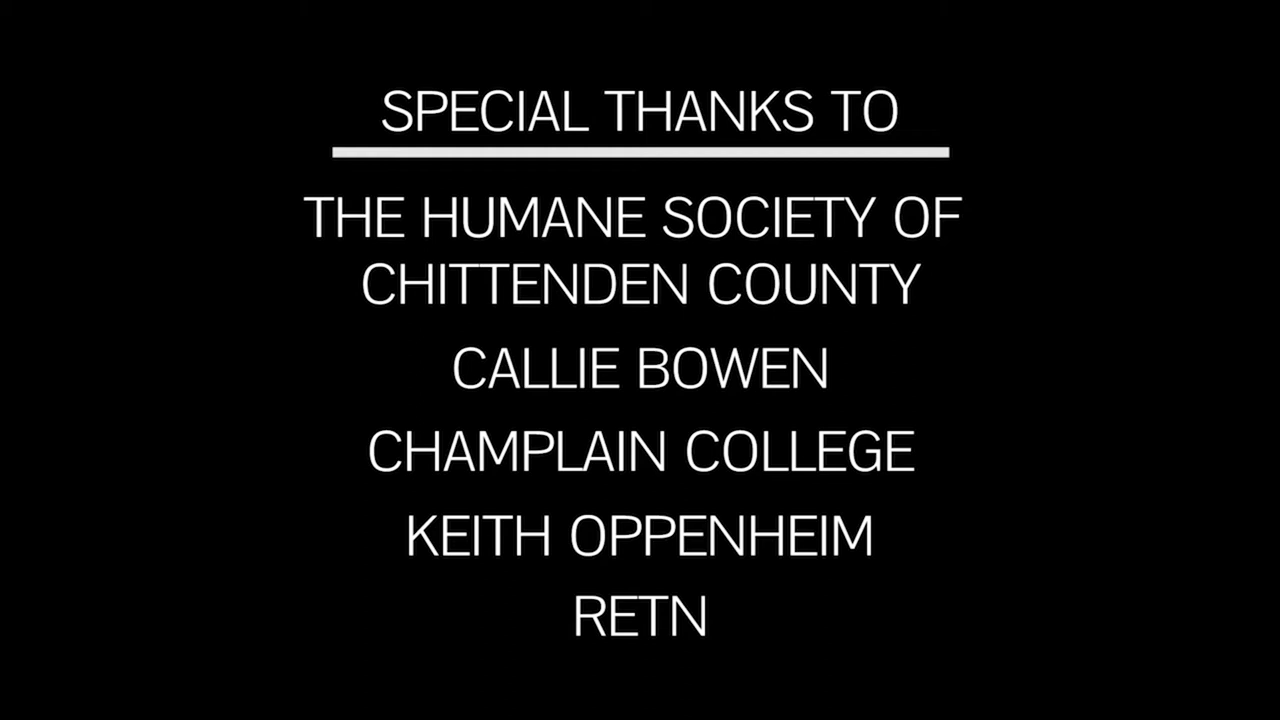 SPECIAL THANKS TO
THE HUMANE SOCIETY OF
CHITTENDEN COUNTY
CALLIE BOWEN
CHAMPLAIN COLLEGE
KEITH OPPENHEIM
RETN